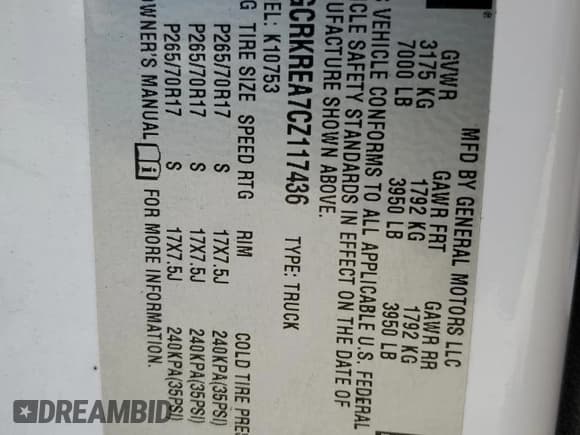 MFD BY GENERAL MOTORS LLC
GVWR GAWR FRT GAWR RR
3175 KG 1792 KG 1792 KG
7000 LB 3950 LB 3950 LB
S VEHICLE CONFORMS TO ALL APPLICABLE U.S. FEDERAL
ICLE SAFETY STANDARDS IN EFFECT ON THE DATE OF
UFACTURE SHOWN ABOVE.
GCRKREA7CZ117436 TYPE: TRUCK
DEL: K10753
G TIRE SIZE SPEED RTG RIM COLD TIRE PRES
P265/70R17 S 17X7.5J 240KPA(35PSI)
P265/70R17 S 17X7.5J 240KPA(35PSI)
P265/70R17 S 17X7.5J 240KPA(35PSI)
OWNER'S MANUAL i FOR MORE INFORMATION.
DREAMBID